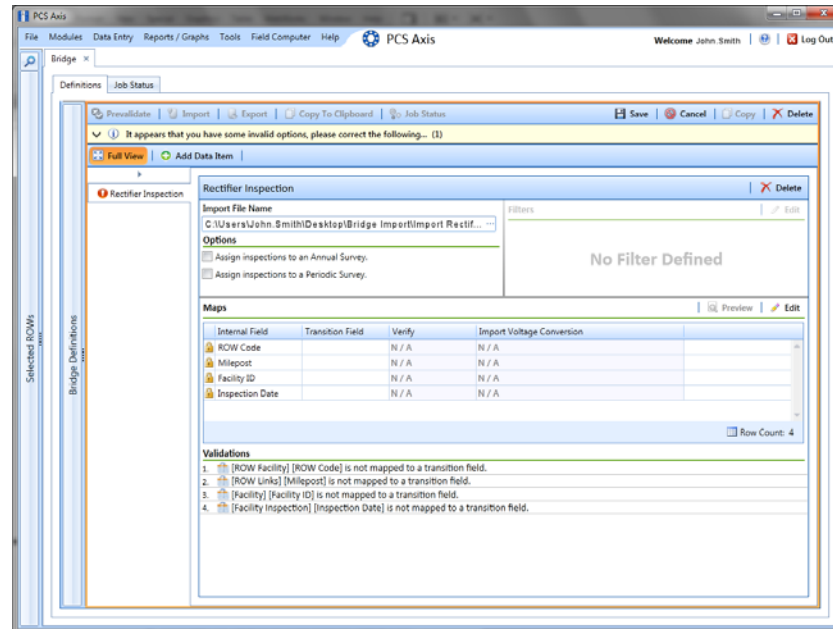 PCS Axis
File Modules Data Entry Reports / Graphs Tools Field Computer Help PCS Axis Welcome John.Smith Log Out
Bridge ×
Definitions Job Status
Prevalidate Import Export Copy To Clipboard Job Status Save Cancel Copy Delete
It appears that you have some invalid options, please correct the following... (1)
Full View Add Data Item
Rectifier Inspection
Rectifier Inspection Delete
Import File Name
C:\Users\John.Smith\Desktop\Bridge Import\Import Rectif... ...
Options
Assign inspections to an Annual Survey.
Assign inspections to a Periodic Survey.
Filters Edit
No Filter Defined
Maps Preview Edit
Internal Field Transition Field Verify Import Voltage Conversion
ROW Code N / A N / A
Milepost N / A N / A
Facility ID N / A N / A
Inspection Date N / A N / A
Row Count: 4
Validations
1. [ROW Facility] [ROW Code] is not mapped to a transition field.
2. [ROW Links] [Milepost] is not mapped to a transition field.
3. [Facility] [Facility ID] is not mapped to a transition field.
4. [Facility Inspection] [Inspection Date] is not mapped to a transition field.
Selected ROWs
Bridge Definitions